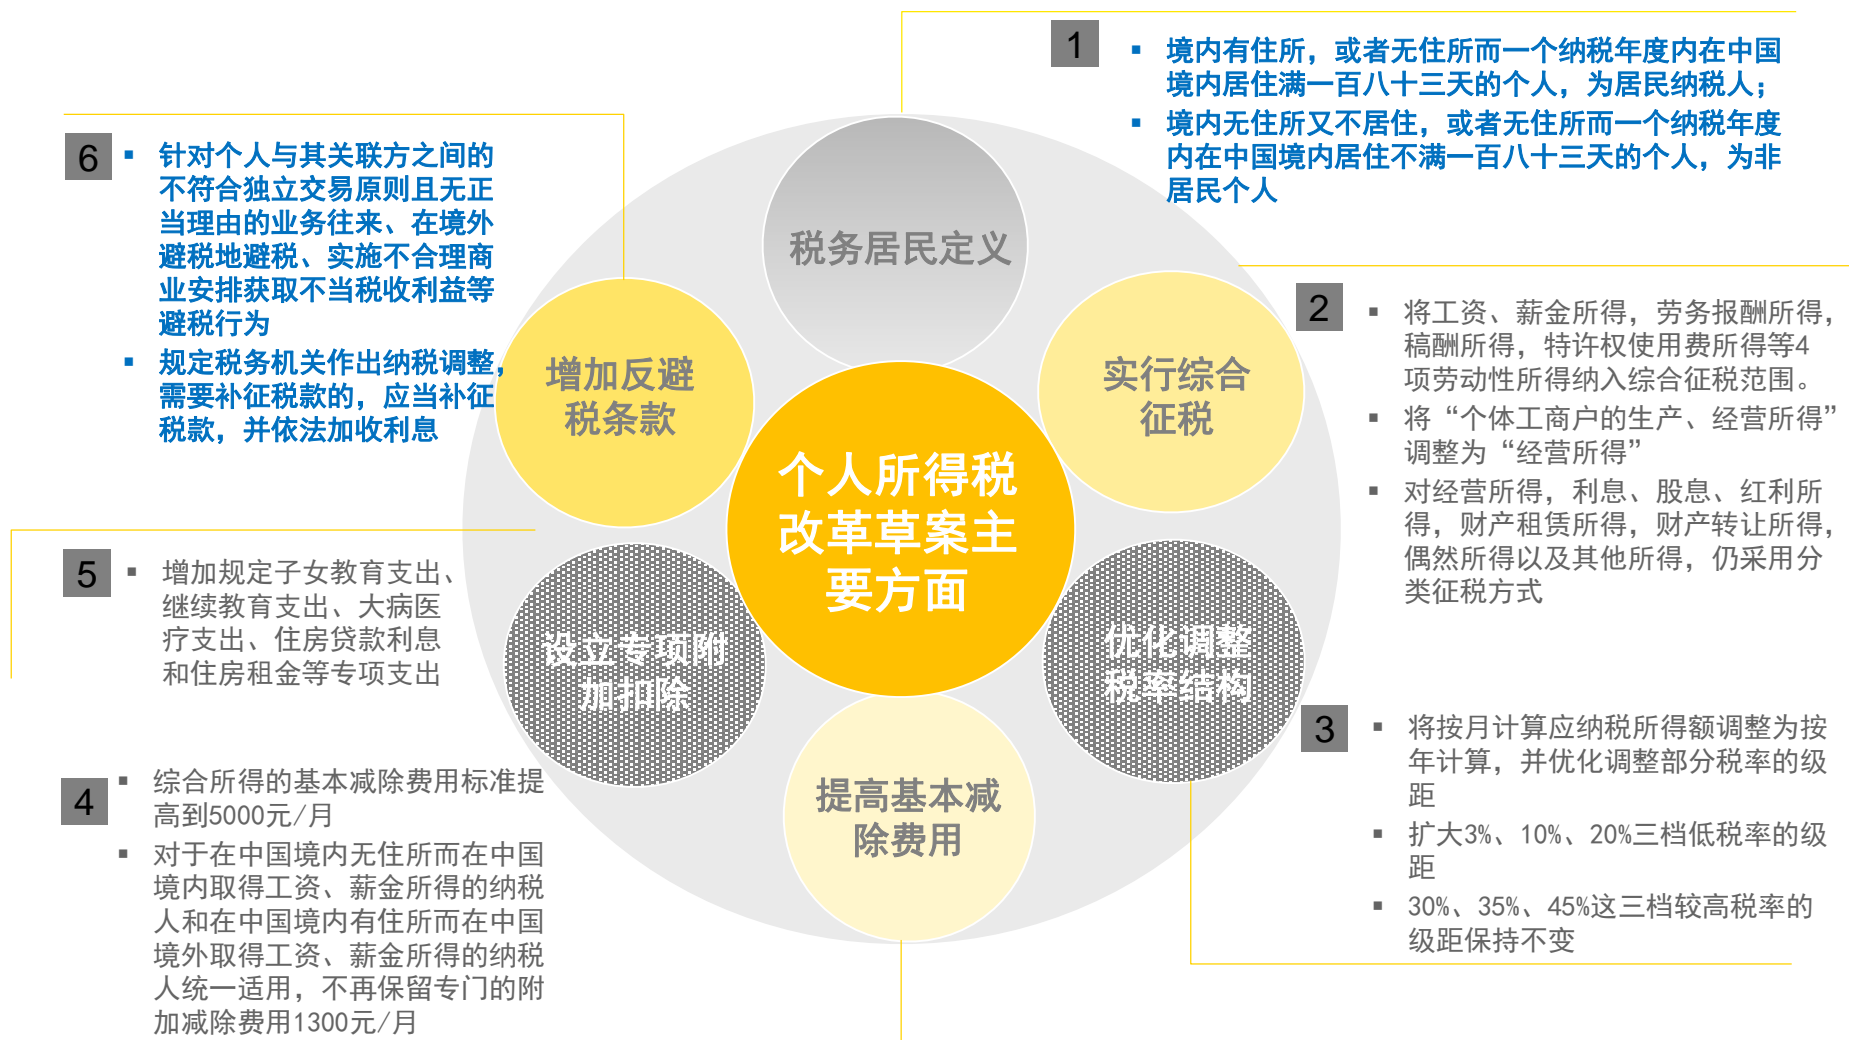 1
境内有住所，或者无住所而一个纳税年度内在中国
境内居住满一百八十三天的个人，为居民纳税人；
境内无住所又不居住，或者无住所而一个纳税年度
内在中国境内居住不满一百八十三天的个人，为非
居民个人
6
针对个人与其关联方之间的
不符合独立交易原则且无正
当理由的业务往来、在境外
避税地避税、实施不合理商
业安排获取不当税收利益等
避税行为
规定税务机关作出纳税调整，
需要补征税款的，应当补征
税款，并依法加收利息
税务居民定义
2
将工资、薪金所得，劳务报酬所得，
稿酬所得，特许权使用费所得等4
项劳动性所得纳入综合征税范围。
将“个体工商户的生产、经营所得”
调整为“经营所得”
对经营所得，利息、股息、红利所
得，财产租赁所得，财产转让所得，
偶然所得以及其他所得，仍采用分
类征税方式
增加反避
税条款
实行综合
征税
个人所得税
改革草案主
要方面
5
增加规定子女教育支出、
继续教育支出、大病医
疗支出、住房贷款利息
和住房租金等专项支出
设立专项附
加扣除
优化调整
税率结构
3
将按月计算应纳税所得额调整为按
年计算，并优化调整部分税率的级
距
扩大3%、10%、20%三档低税率的级
距
30%、35%、45%这三档较高税率的
级距保持不变
4
综合所得的基本减除费用标准提
高到5000元/月
对于在中国境内无住所而在中国
境内取得工资、薪金所得的纳税
人和在中国境内有住所而在中国
境外取得工资、薪金所得的纳税
人统一适用，不再保留专门的附
加减除费用1300元/月
提高基本减
除费用